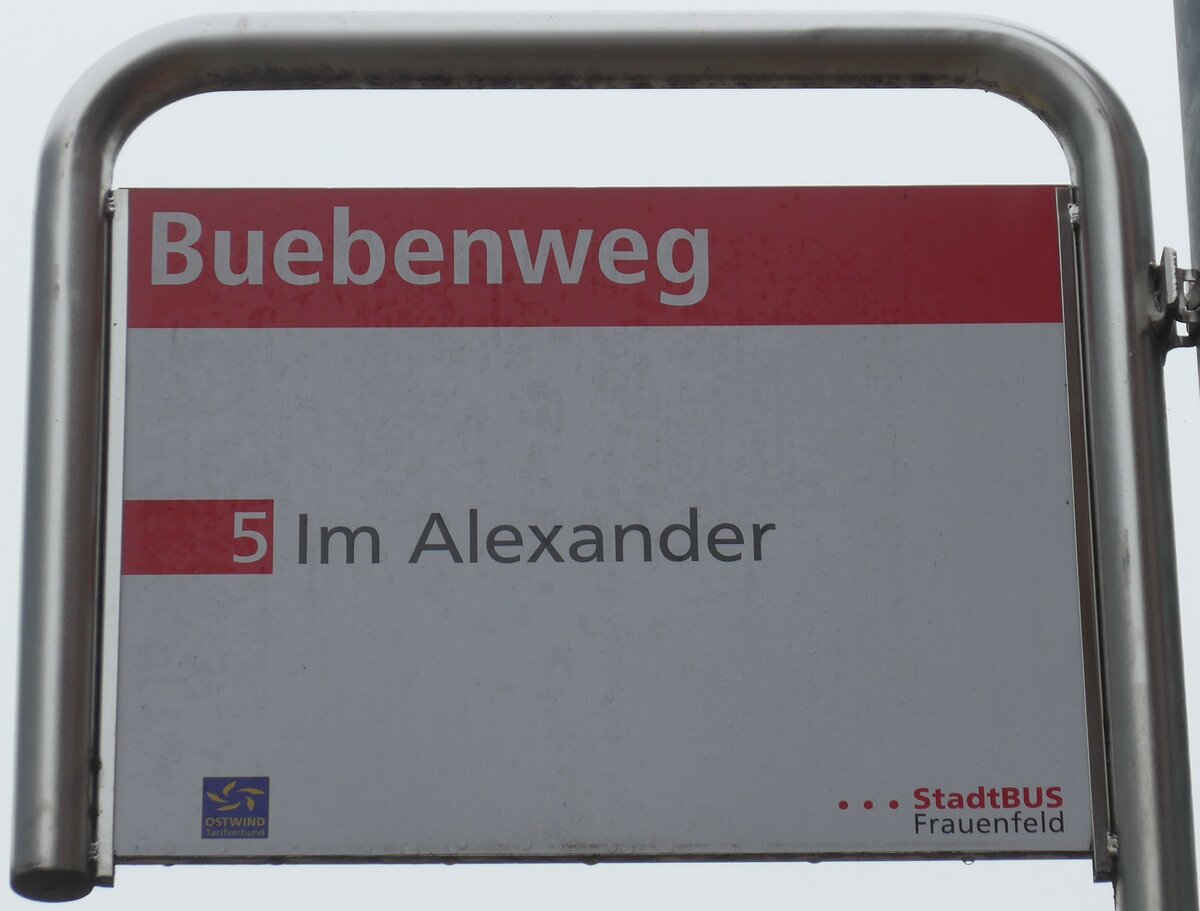 Buebenweg
5 Im Alexander
OSTWIND
Tarifverbund
... StadtBUS
Frauenfeld